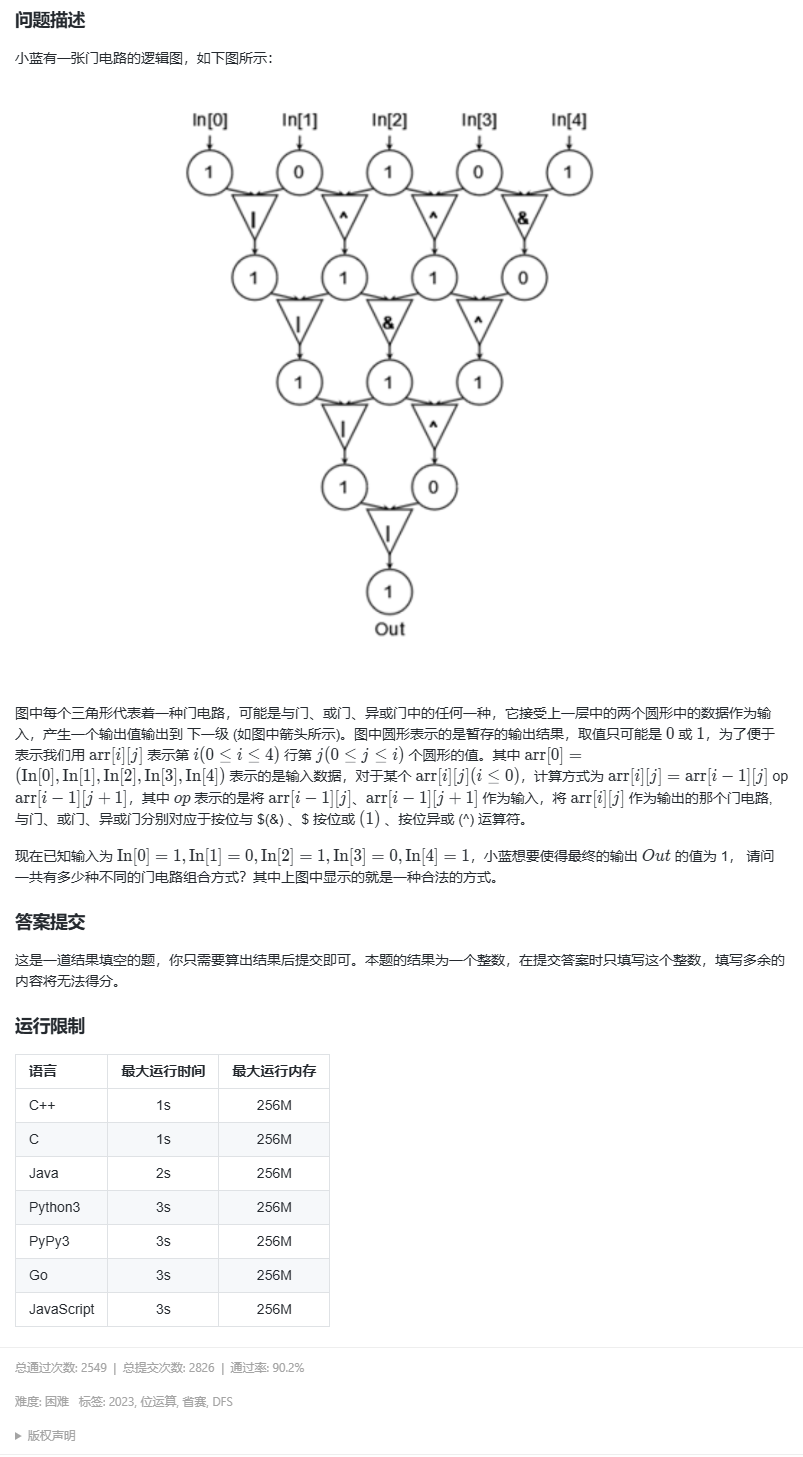 问题描述
小蓝有一张门电路的逻辑图，如下图所示：
In[0] In[1] In[2] In[3] In[4]
1 0 1 0 1
| ^ ^ &
1 1 1 0
| & ^
1 1 1
| ^
1 0
|
1
Out
图中每个三角形代表着一种门电路，可能是与门、或门、异或门中的任何一种，它接受上一层中的两个圆形中的数据作为输
入，产生一个输出值输出到 下一级 (如图中箭头所示)。图中圆形表示的是暂存的输出结果，取值只可能是 0 或 1，为了便于
表示我们用 arr[i][j] 表示第 i(0 ≤ i ≤ 4) 行第 j(0 ≤ j ≤ i) 个圆形的值。其中 arr[0] =
(In[0], In[1], In[2], In[3], In[4]) 表示的是输入数据，对于某个 arr[i][j](i ≤ 0)，计算方式为 arr[i][j] = arr[i − 1][j] op
arr[i − 1][j + 1]，其中 op 表示的是将 arr[i − 1][j]、arr[i − 1][j + 1] 作为输入，将 arr[i][j] 作为输出的那个门电路，
与门、或门、异或门分别对应于按位与 $(&) 、$ 按位或 (1) 、按位异或 (^) 运算符。
现在已知输入为 In[0] = 1, In[1] = 0, In[2] = 1, In[3] = 0, In[4] = 1，小蓝想要使得最终的输出 Out 的值为 1， 请问
一共有多少种不同的门电路组合方式？其中上图中显示的就是一种合法的方式。
答案提交
这是一道结果填空的题，你只需要算出结果后提交即可。本题的结果为一个整数，在提交答案时只填写这个整数，填写多余的
内容将无法得分。
运行限制
语言 最大运行时间 最大运行内存
C++ 1s 256M
C 1s 256M
Java 2s 256M
Python3 3s 256M
PyPy3 3s 256M
Go 3s 256M
JavaScript 3s 256M
总通过次数: 2549 | 总提交次数: 2826 | 通过率: 90.2%
难度: 困难 标签: 2023, 位运算, 省赛, DFS
▶ 版权声明